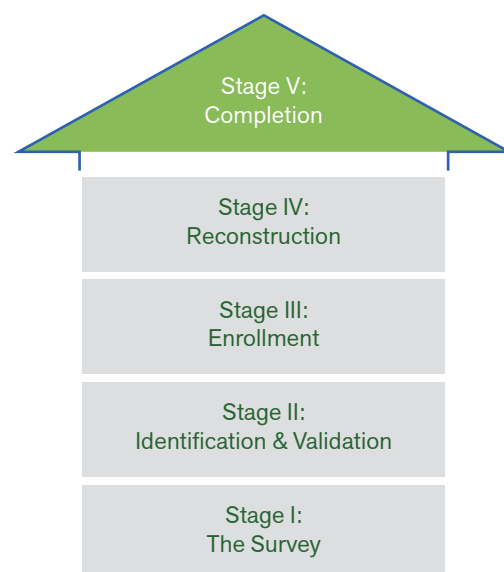 Stage V:
Completion
Stage IV:
Reconstruction
Stage III:
Enrollment
Stage II:
Identification & Validation
Stage I:
The Survey